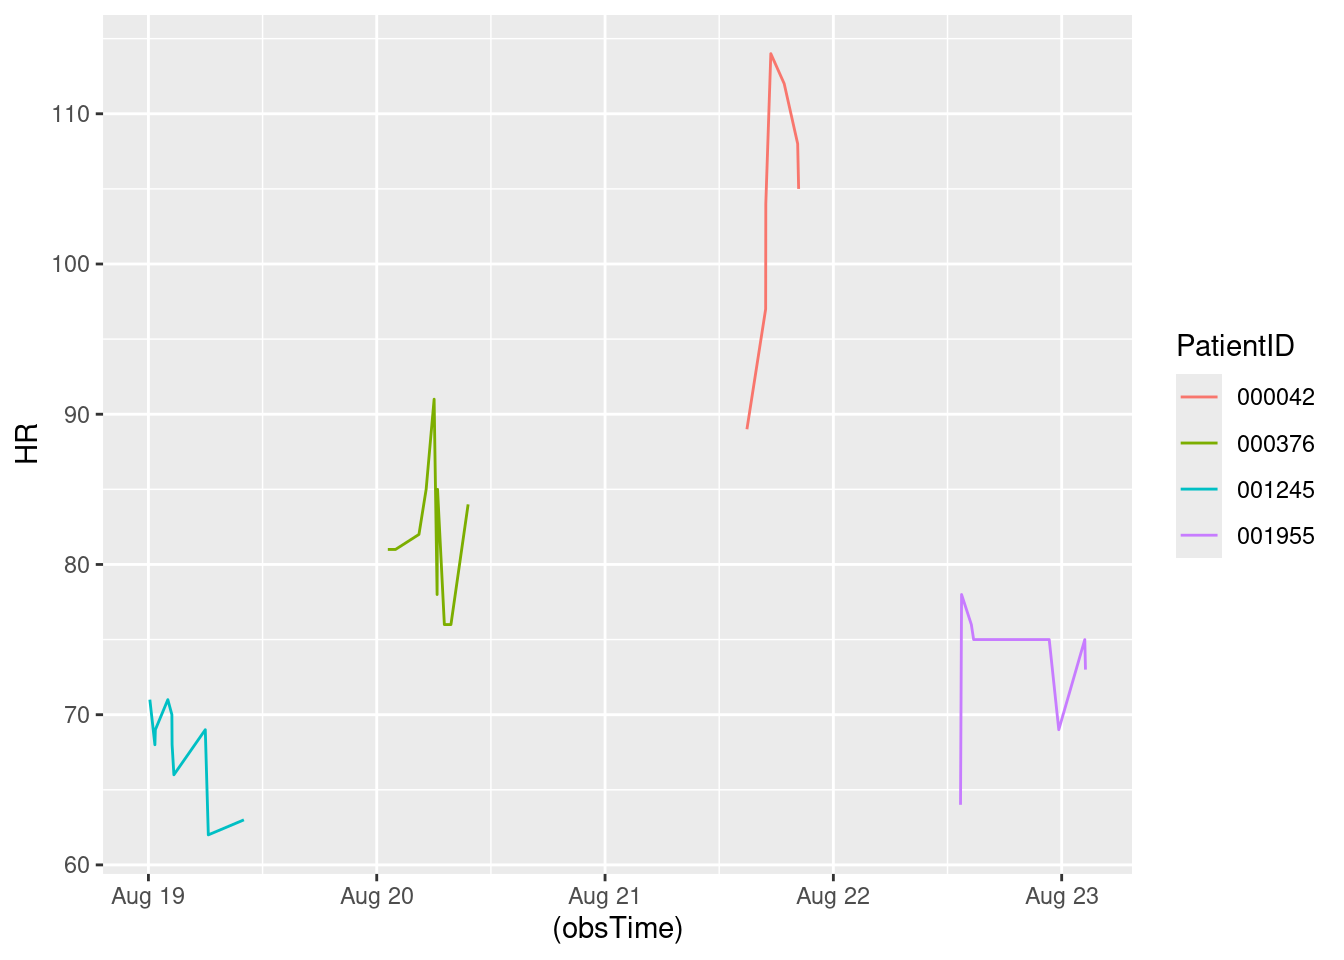 110
100
90
80
70
60
HR
Aug 19
Aug 20
Aug 21
Aug 22
Aug 23
(obsTime)
PatientID
000042
000376
001245
001955